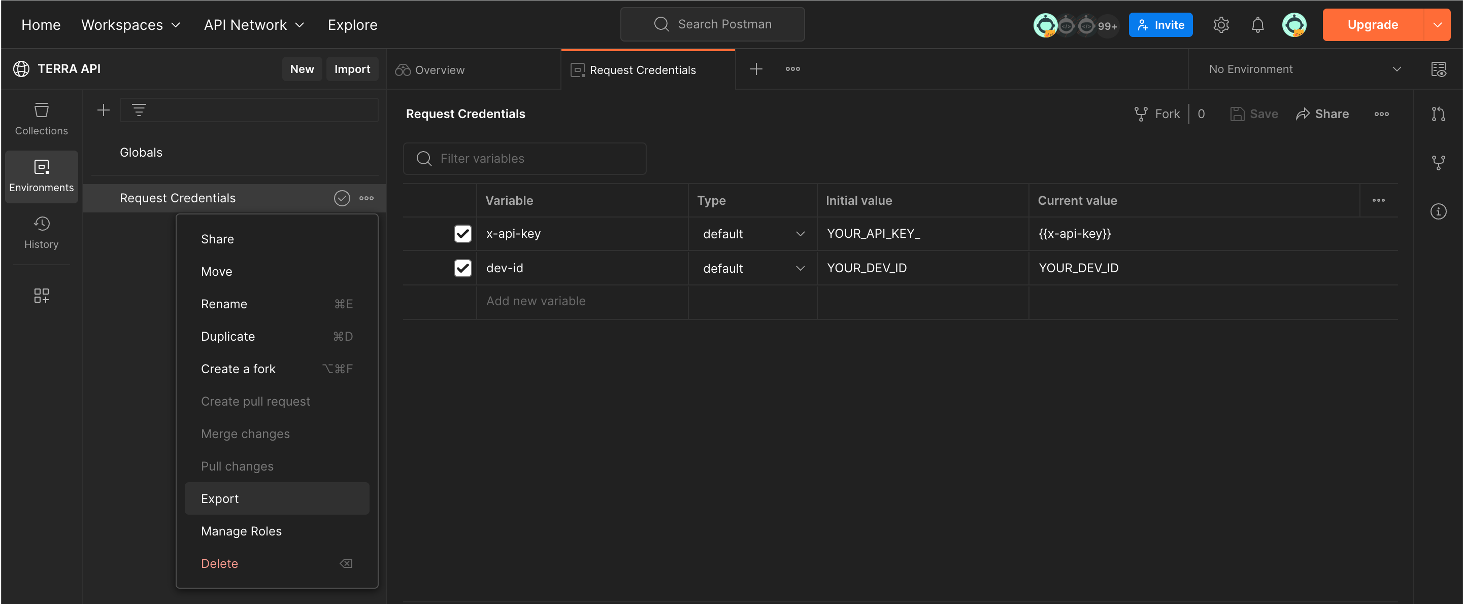 Home Workspaces API Network Explore Search Postman 99+ Invite Upgrade
TERRA API New Import Overview Request Credentials No Environment
Collections
Environments
History
Globals
Request Credentials
Share
Move
Rename ⌘E
Duplicate ⌘D
Create a fork ⌥⌘F
Create pull request
Merge changes
Pull changes
Export
Manage Roles
Delete
Request Credentials Fork 0 Save Share
Filter variables
Variable Type Initial value Current value
x-api-key default YOUR_API_KEY_ {{x-api-key}}
dev-id default YOUR_DEV_ID YOUR_DEV_ID
Add new variable